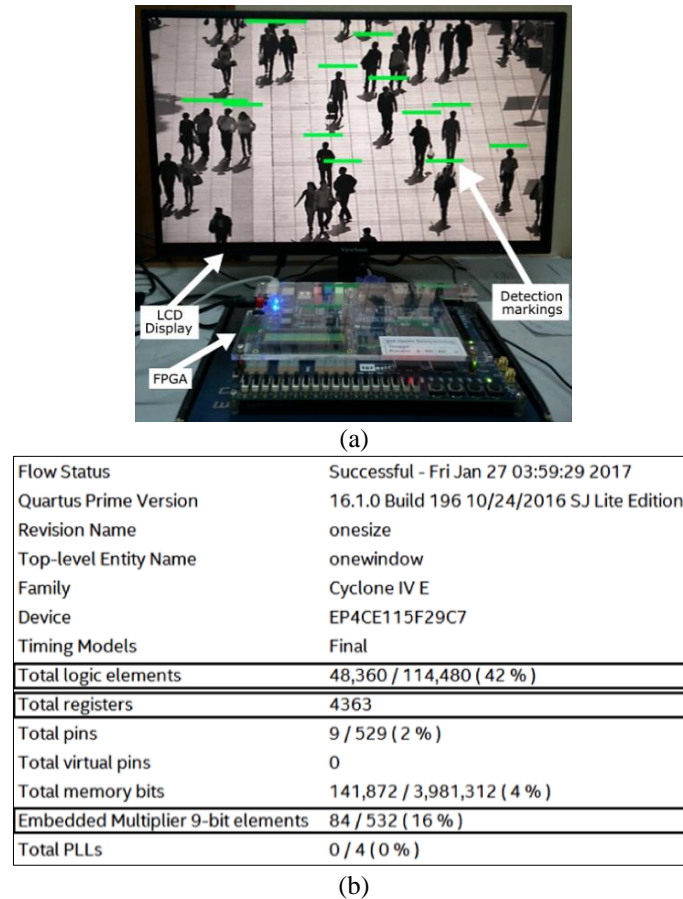 ViewSonic
LCD
Display
FPGA
Detection
markings
(a)
Flow Status Successful - Fri Jan 27 03:59:29 2017
Quartus Prime Version 16.1.0 Build 196 10/24/2016 SJ Lite Edition
Revision Name onesize
Top-level Entity Name onewindow
Family Cyclone IV E
Device EP4CE115F29C7
Timing Models Final
Total logic elements 48,360 / 114,480 ( 42 % )
Total registers 4363
Total pins 9 / 529 ( 2 % )
Total virtual pins 0
Total memory bits 141,872 / 3,981,312 ( 4 % )
Embedded Multiplier 9-bit elements 84 / 532 ( 16 % )
Total PLLs 0 / 4 ( 0 % )
(b)